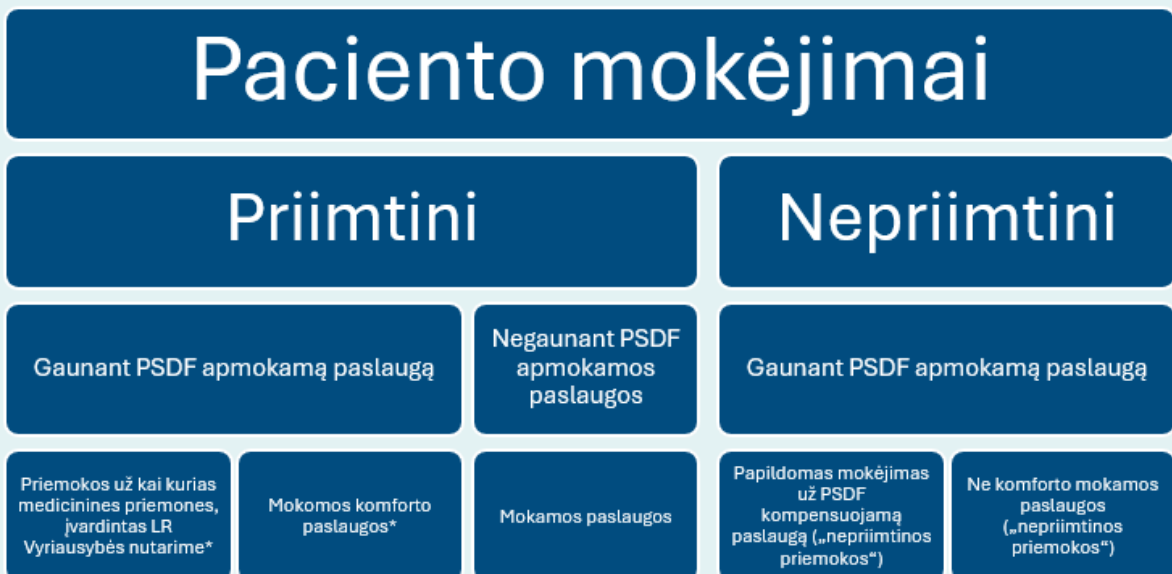 Paciento mokėjimai
Priimtini
Nepriimtini
Gaunant PSDF apmokamą paslaugą
Negaunant PSDF
apmokamos
paslaugos
Gaunant PSDF apmokamą paslaugą
Priemokos už kai kurias
medicinines priemones,
įvardintas LR
Vyriausybės nutarime*
Mokomos komforto
paslaugos*
Mokamos paslaugos
Papildomas mokėjimas
už PSDF
kompensuojamą
paslaugą („nepriimtinos
priemokos“)
Ne komforto mokamos
paslaugos
(„nepriimtinos
priemokos“)